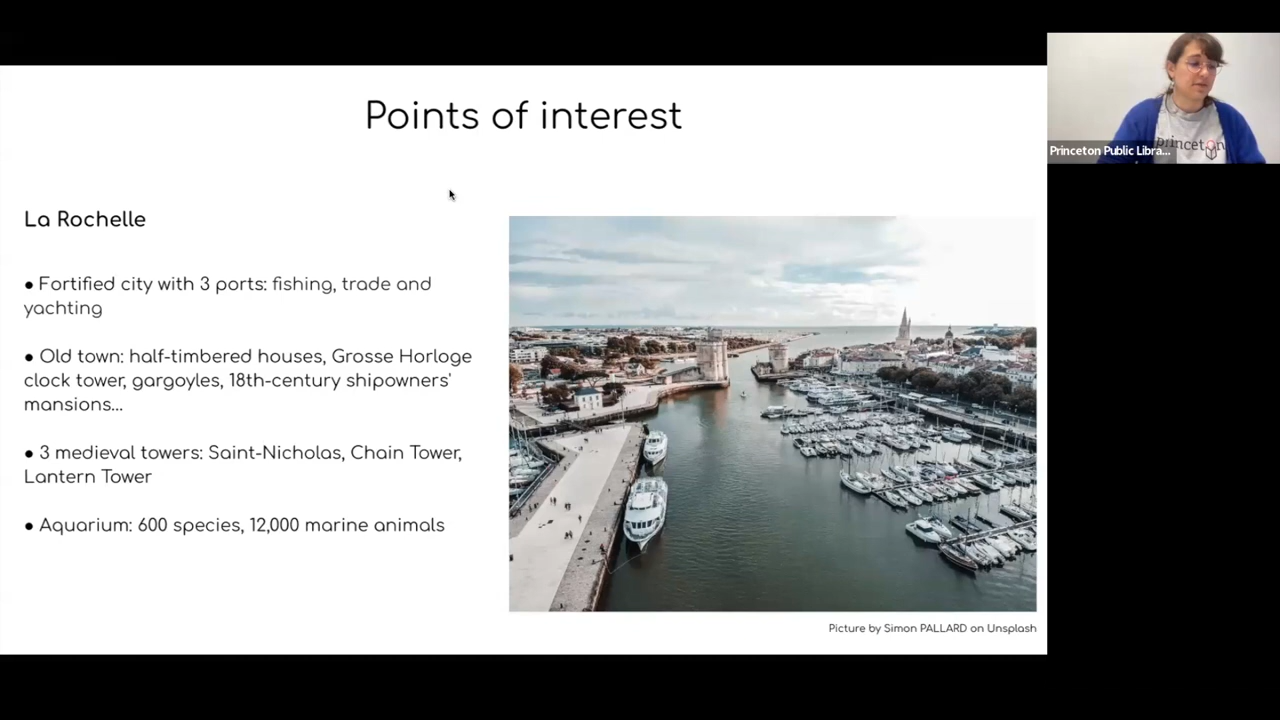 Points of interest
La Rochelle
● Fortified city with 3 ports: fishing, trade and
yachting
● Old town: half-timbered houses, Grosse Horloge
clock tower, gargoyles, 18th-century shipowners'
mansions...
● 3 medieval towers: Saint-Nicholas, Chain Tower,
Lantern Tower
● Aquarium: 600 species, 12,000 marine animals
Picture by Simon PALLARD on Unsplash
princeton
Princeton Public Libra...